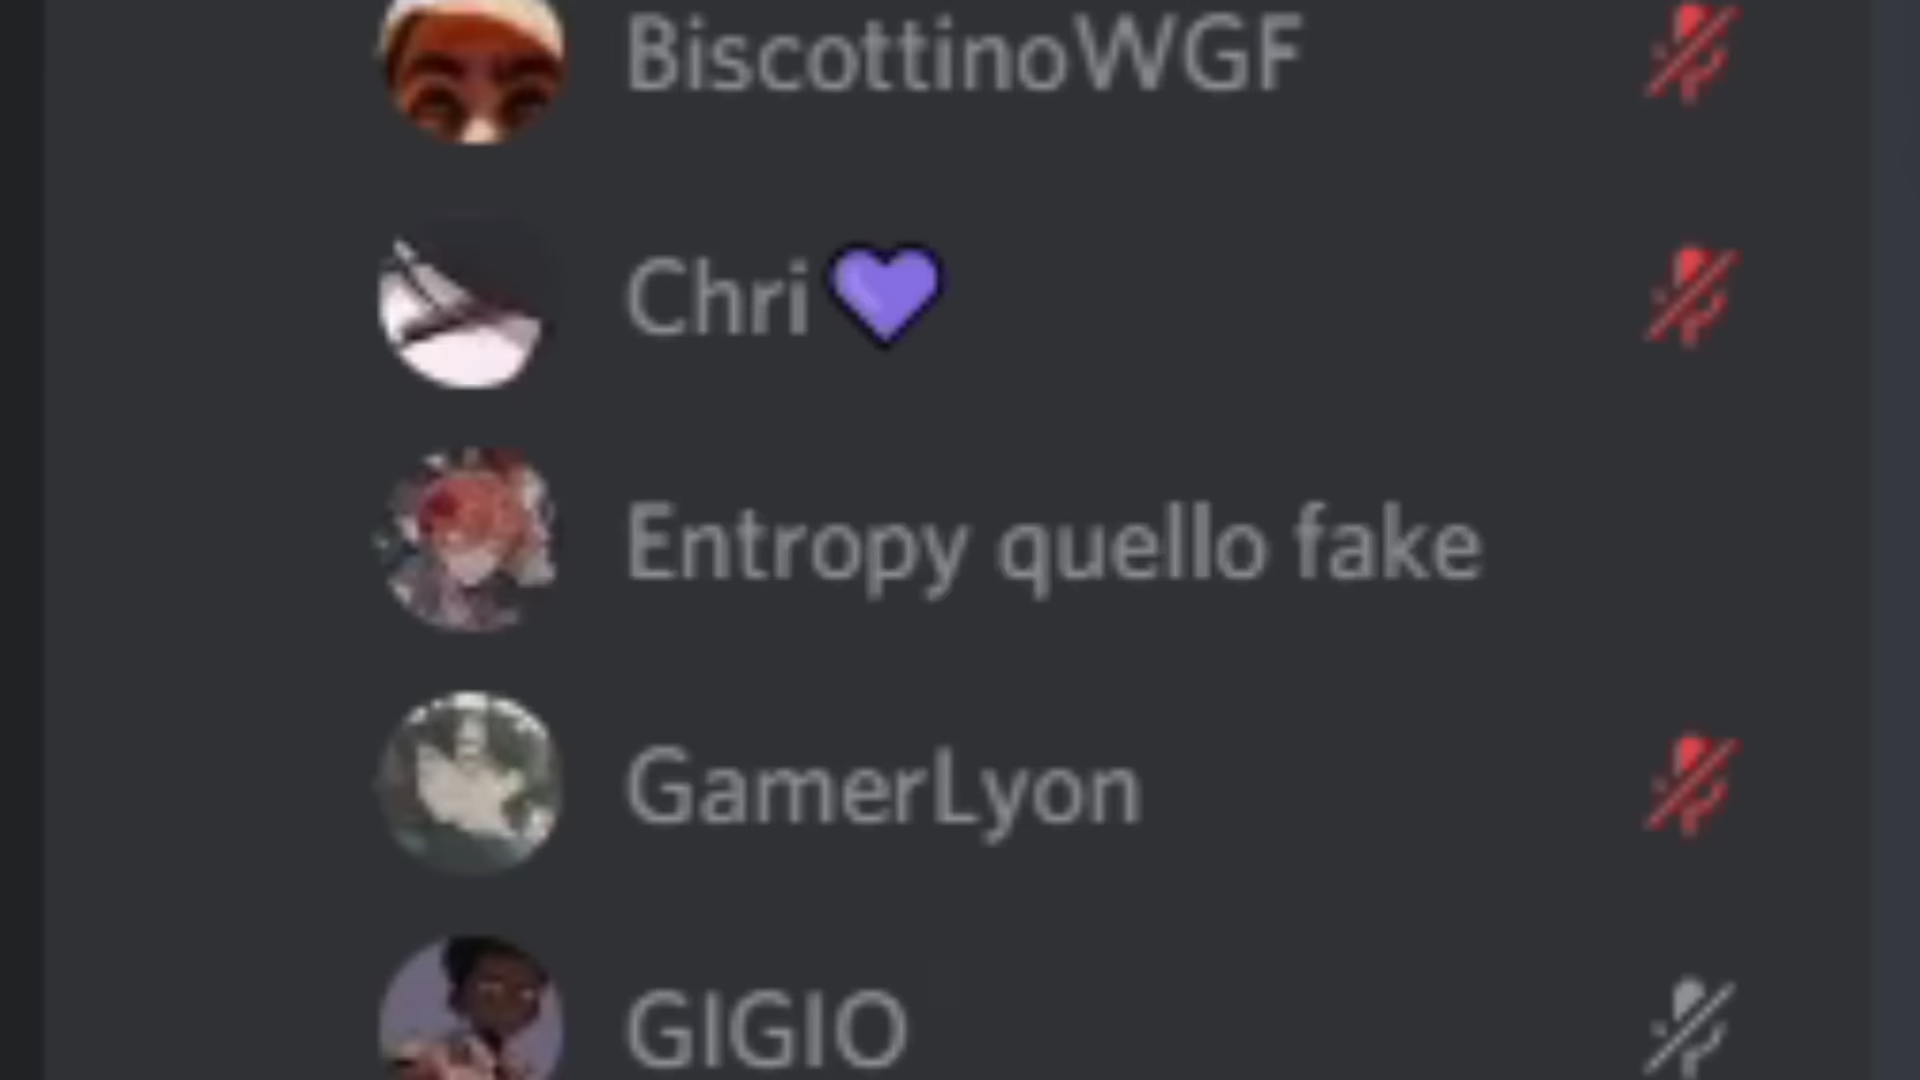 BiscottinoWGF
Chri💜
Entropy quello fake
GamerLyon
GIGIO